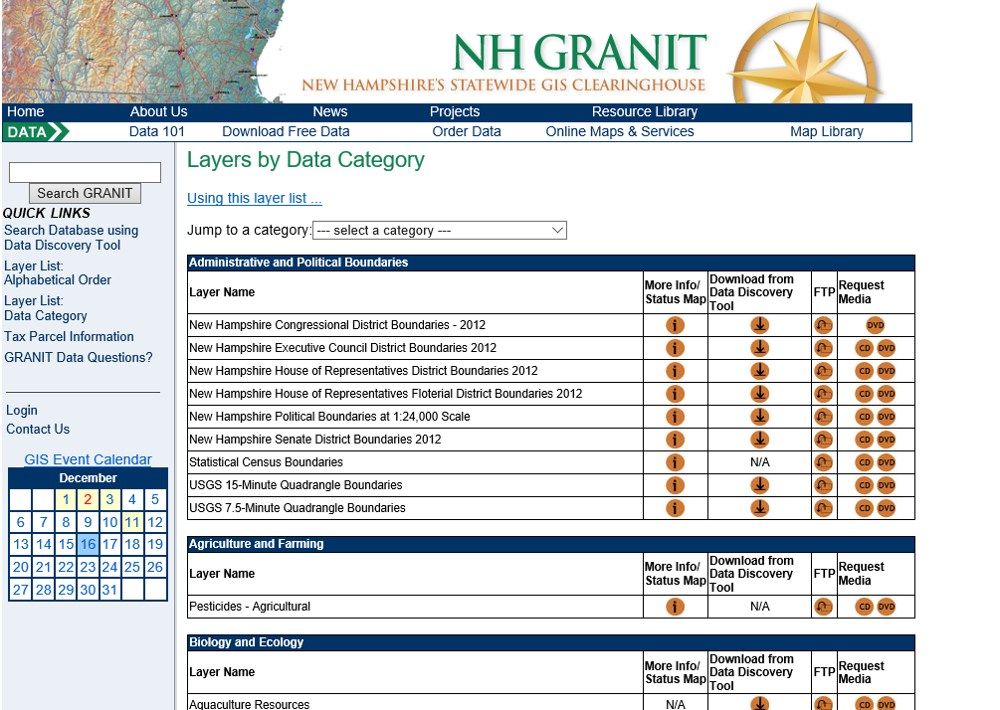 NH GRANIT
NEW HAMPSHIRE'S STATEWIDE GIS CLEARINGHOUSE
Home About Us News Projects Resource Library
DATA Data 101 Download Free Data Order Data Online Maps & Services Map Library
Search GRANIT
QUICK LINKS
Search Database using
Data Discovery Tool
Layer List:
Alphabetical Order
Layer List:
Data Category
Tax Parcel Information
GRANIT Data Questions?
Login
Contact Us
GIS Event Calendar
December
1 2 3 4 5
6 7 8 9 10 11 12
13 14 15 16 17 18 19
20 21 22 23 24 25 26
27 28 29 30 31
Layers by Data Category
Using this layer list ...
Jump to a category: --- select a category ---
Administrative and Political Boundaries
Layer Name More Info/ Status Map Download from Data Discovery Tool FTP Request Media
New Hampshire Congressional District Boundaries - 2012 i DVD
New Hampshire Executive Council District Boundaries 2012 i CD DVD
New Hampshire House of Representatives District Boundaries 2012 i CD DVD
New Hampshire House of Representatives Floterial District Boundaries 2012 i CD DVD
New Hampshire Political Boundaries at 1:24,000 Scale i CD DVD
New Hampshire Senate District Boundaries 2012 i CD DVD
Statistical Census Boundaries i N/A CD DVD
USGS 15-Minute Quadrangle Boundaries i CD DVD
USGS 7.5-Minute Quadrangle Boundaries i CD DVD
Agriculture and Farming
Layer Name More Info/ Status Map Download from Data Discovery Tool FTP Request Media
Pesticides - Agricultural i N/A CD DVD
Biology and Ecology
Layer Name More Info/ Status Map Download from Data Discovery Tool FTP Request Media
Aquaculture Resources N/A CD DVD